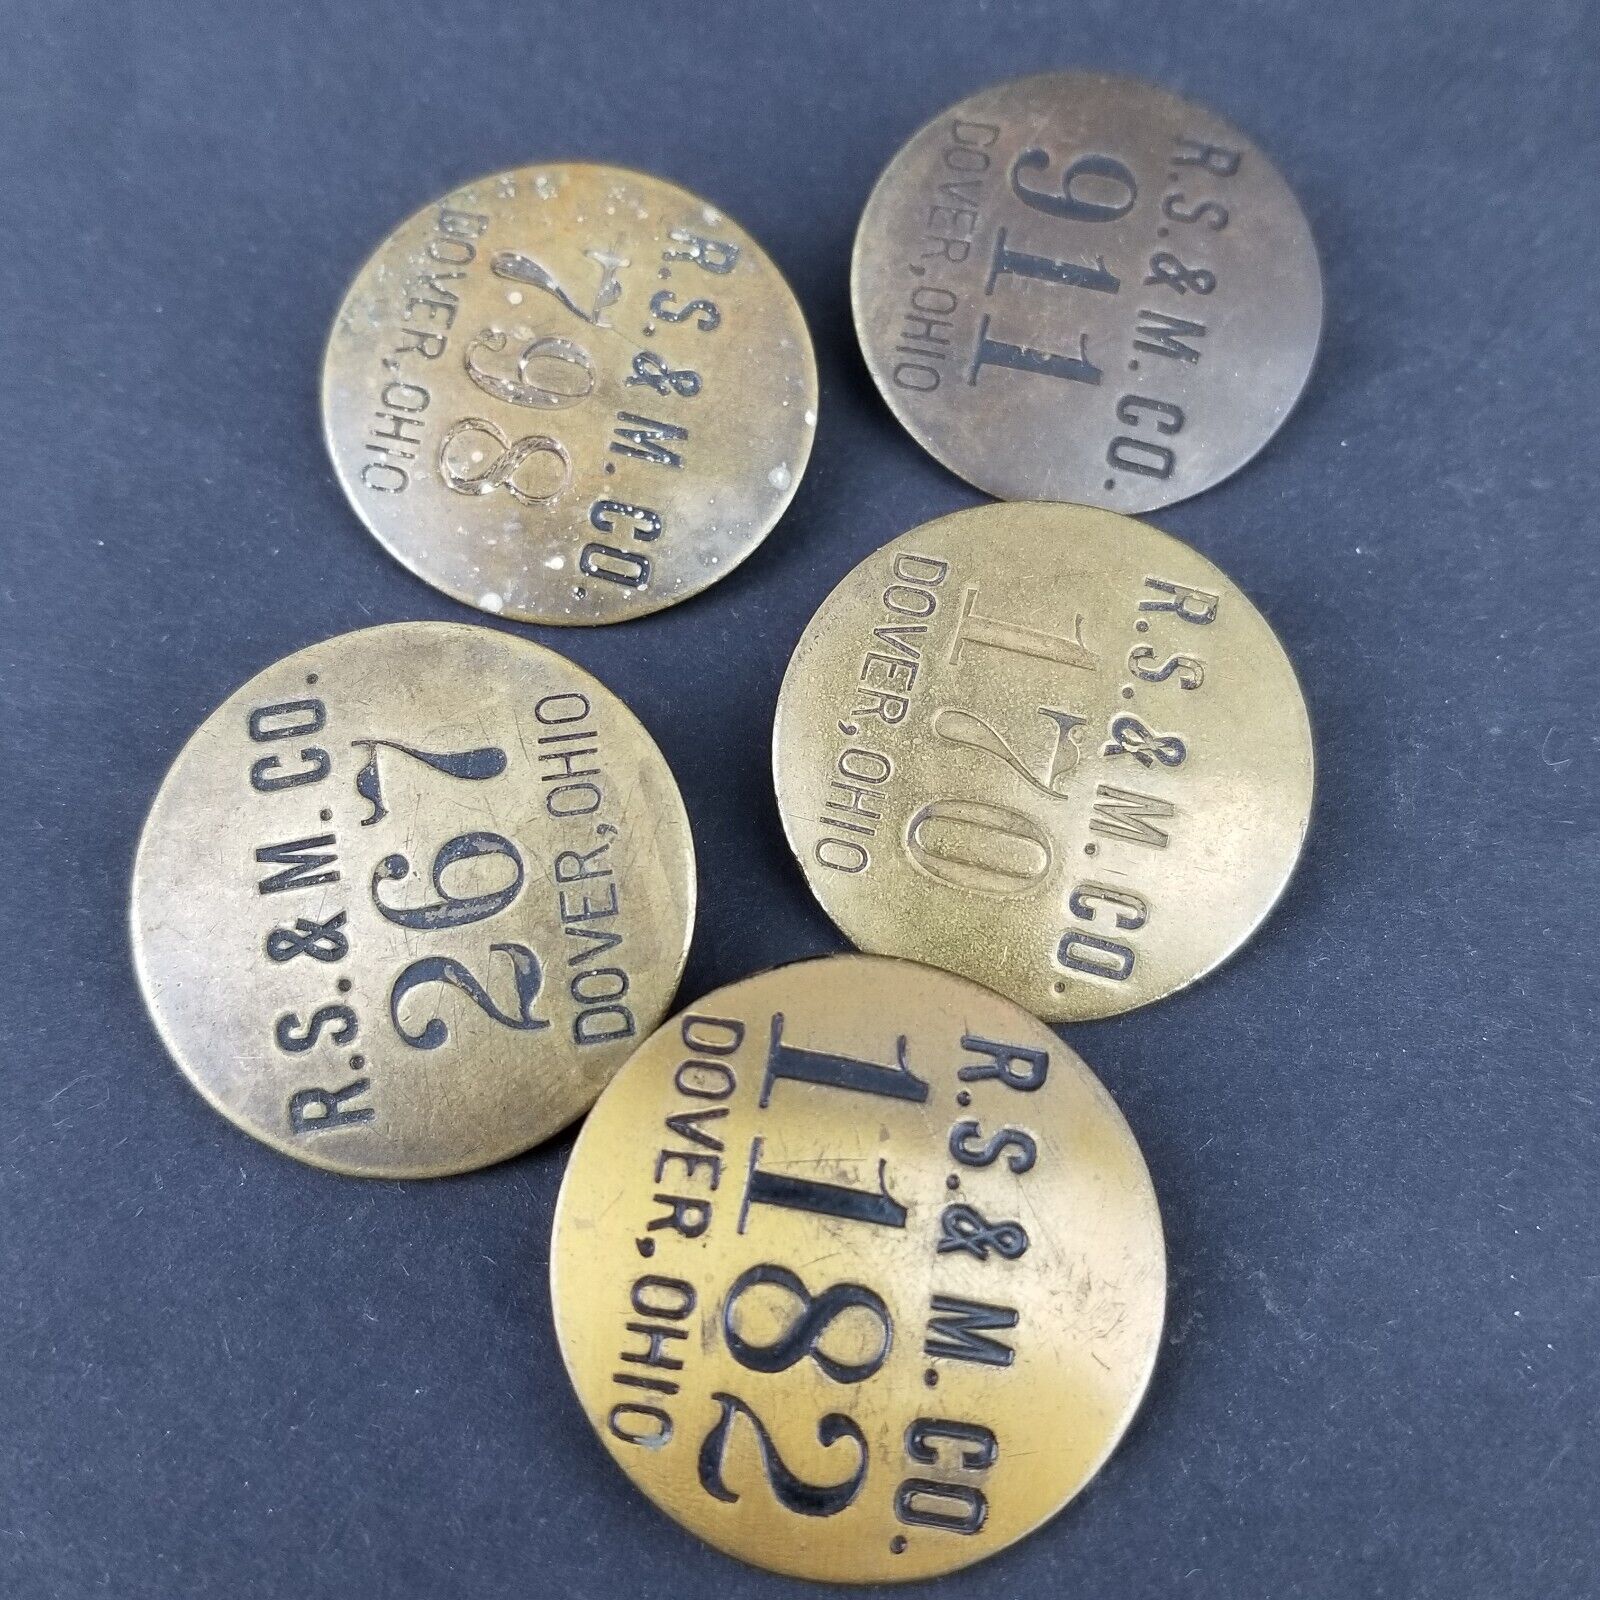 R.S. & M. CO.
798
DOVER, OHIO
R.S. & M. CO.
911
DOVER, OHIO
R.S. & M. CO.
267
DOVER, OHIO
R.S. & M. CO.
170
DOVER, OHIO
R.S. & M. CO.
1182
DOVER, OHIO